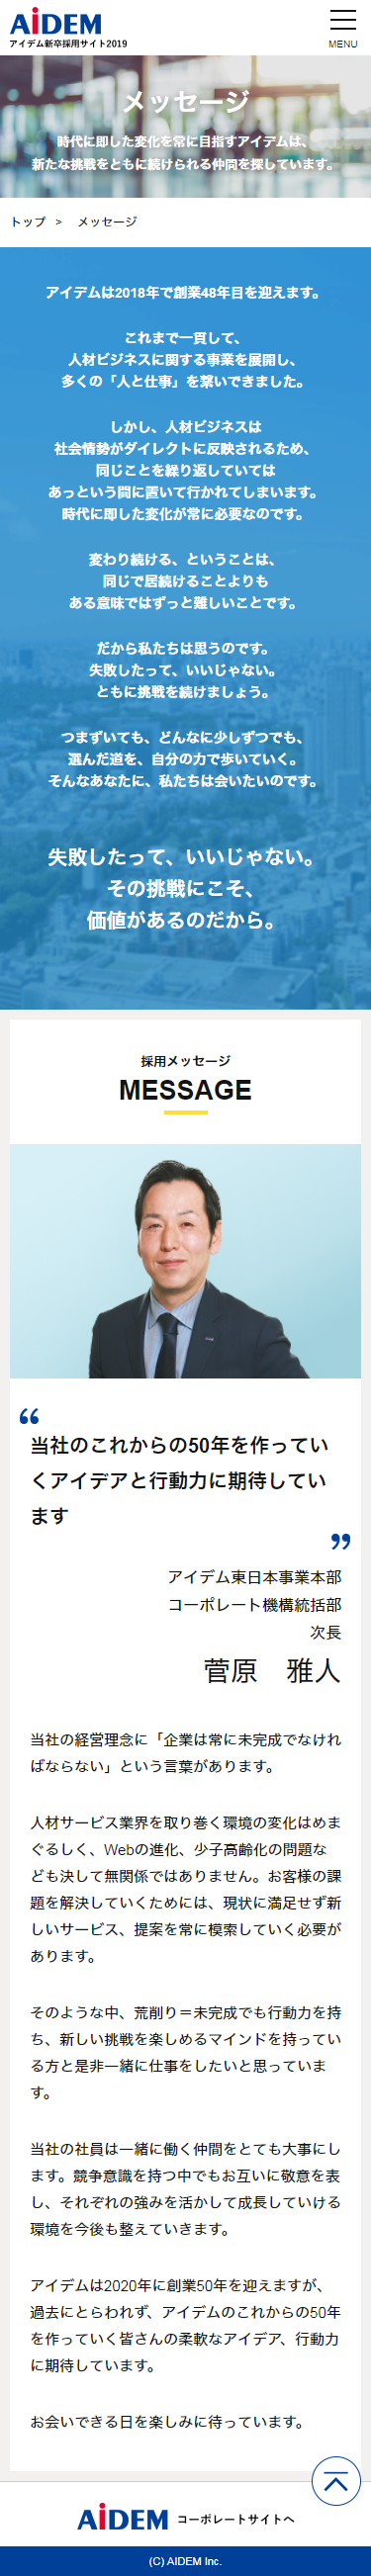 AiDEM
アイデム新卒採用サイト2019
MENU
メッセージ
時代に即した変化を常に目指すアイデムは、
新たな挑戦をともに続けられる仲間を探しています。
トップ ＞ メッセージ
アイデムは2018年で創業48年目を迎えます。
これまで一貫して、
人材ビジネスに関する事業を展開し、
多くの「人と仕事」を繋いできました。
しかし、人材ビジネスは
社会情勢がダイレクトに反映されるため、
同じことを繰り返していては
あっという間に置いて行かれてしまいます。
時代に即した変化が常に必要なのです。
変わり続ける、ということは、
同じで居続けることよりも
ある意味ではずっと難しいことです。
だから私たちは思うのです。
失敗したって、いいじゃない。
ともに挑戦を続けましょう。
つまずいても、どんなに少しずつでも、
選んだ道を、自分の力で歩いていく。
そんなあなたに、私たちは会いたいのです。
失敗したって、いいじゃない。
その挑戦にこそ、
価値があるのだから。
採用メッセージ
MESSAGE
“
当社のこれからの50年を作ってい
くアイデアと行動力に期待してい
ます
”
アイデム東日本事業本部
コーポレート機構統括部
次長
菅原　雅人
当社の経営理念に「企業は常に未完成でなけれ
ばならない」という言葉があります。
人材サービス業界を取り巻く環境の変化はめま
ぐるしく、Webの進化、少子高齢化の問題な
ども決して無関係ではありません。お客様の課
題を解決していくためには、現状に満足せず新
しいサービス、提案を常に模索していく必要が
あります。
そのような中、荒削り＝未完成でも行動力を持
ち、新しい挑戦を楽しめるマインドを持ってい
る方と是非一緒に仕事をしたいと思っていま
す。
当社の社員は一緒に働く仲間をとても大事にし
ます。競争意識を持つ中でもお互いに敬意を表
し、それぞれの強みを活かして成長していける
環境を今後も整えていきます。
アイデムは2020年に創業50年を迎えますが、
過去にとらわれず、アイデムのこれからの50年
を作っていく皆さんの柔軟なアイデア、行動力
に期待しています。
お会いできる日を楽しみに待っています。
AiDEM コーポレートサイトへ
(C) AIDEM Inc.